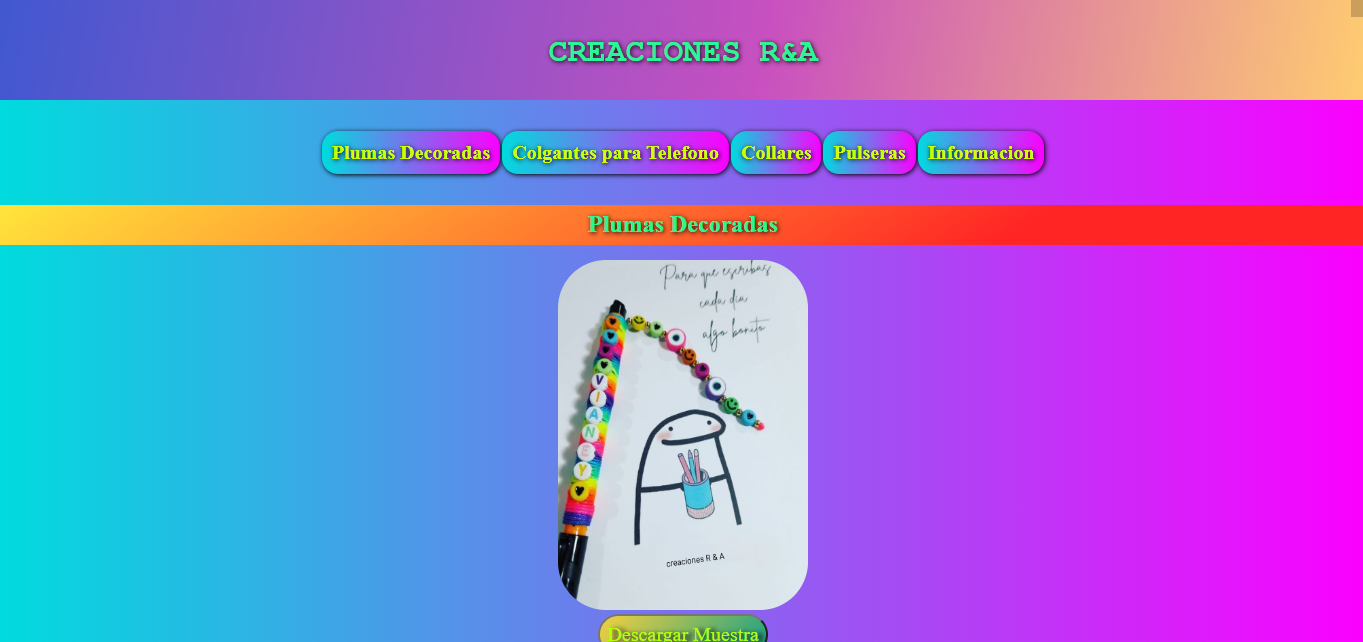 CREACIONES R&A
Plumas Decoradas Colgantes para Telefono Collares Pulseras Informacion
Plumas Decoradas
Para que escribas
cada dia
algo bonito
VIANEY
creaciones R & A
Descargar Muestra